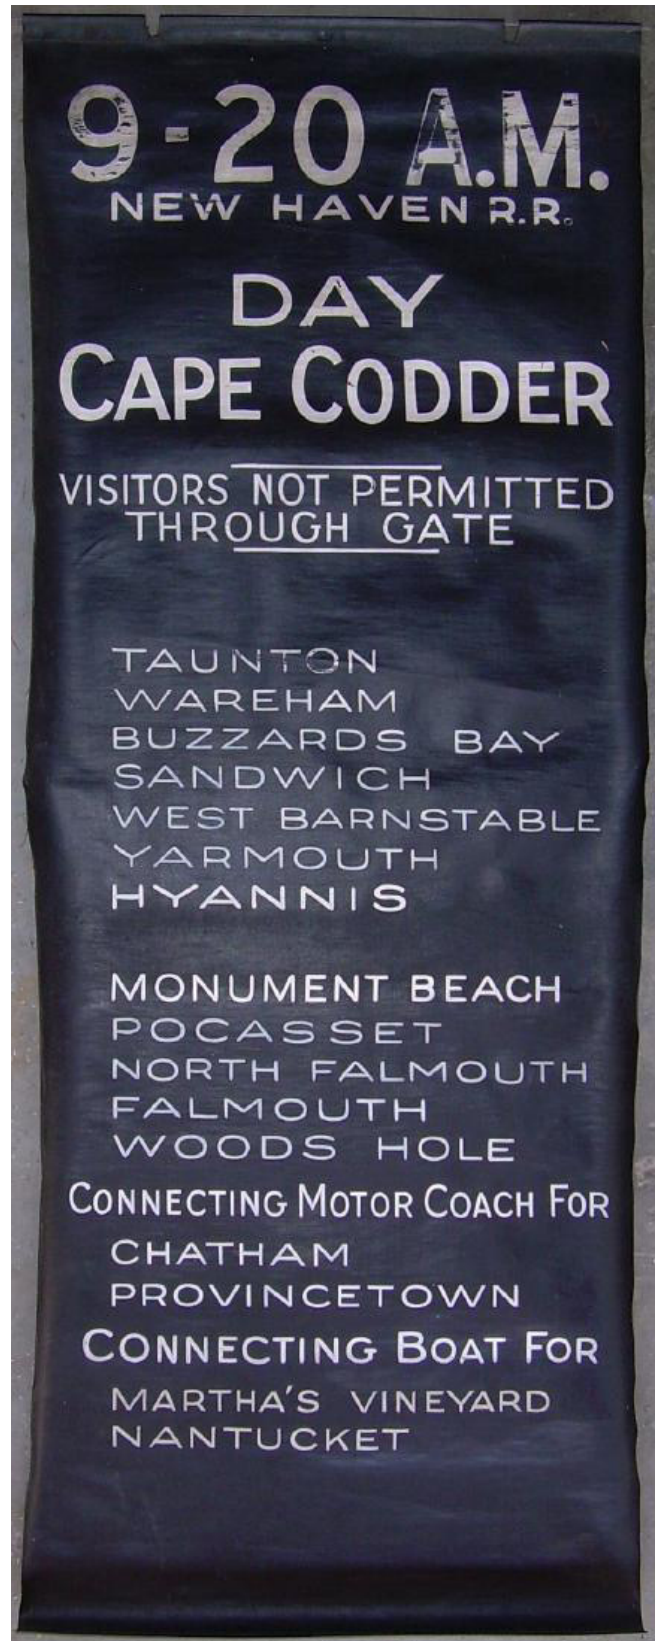 9-20 A.M.
NEW HAVEN R.R.
DAY
CAPE CODDER
VISITORS NOT PERMITTED
THROUGH GATE
TAUNTON
WAREHAM
BUZZARDS BAY
SANDWICH
WEST BARNSTABLE
YARMOUTH
HYANNIS
MONUMENT BEACH
POCASSET
NORTH FALMOUTH
FALMOUTH
WOODS HOLE
CONNECTING MOTOR COACH FOR
CHATHAM
PROVINCETOWN
CONNECTING BOAT FOR
MARTHA'S VINEYARD
NANTUCKET